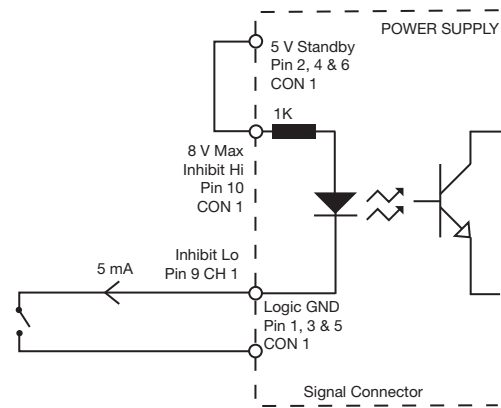 POWER SUPPLY
5 V Standby
Pin 2, 4 & 6
CON 1
1K
8 V Max
Inhibit Hi
Pin 10
CON 1
Inhibit Lo
Pin 9 CH 1
5 mA
Logic GND
Pin 1, 3 & 5
CON 1
Signal Connector